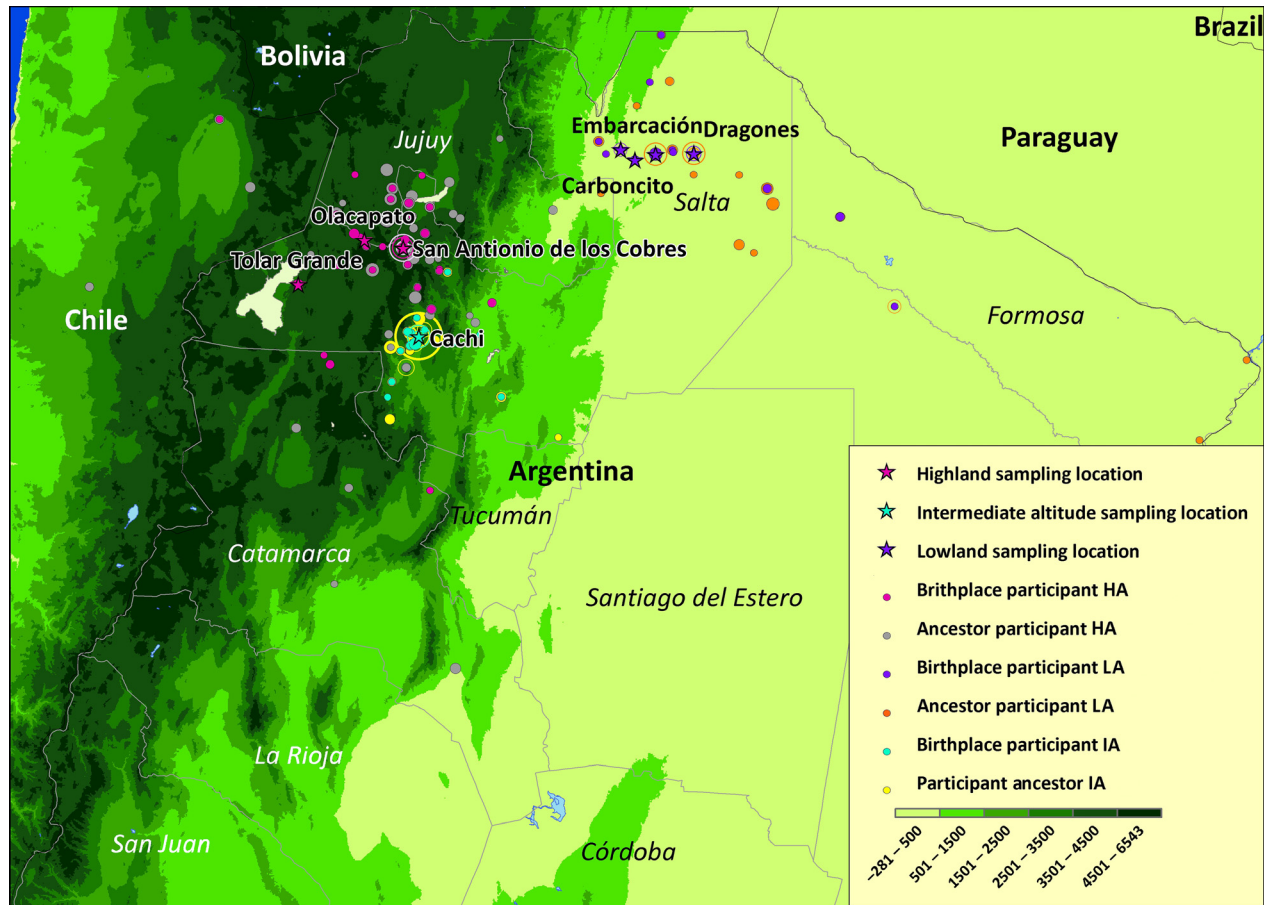 Brazil
Bolivia
Jujuy
Embarcación
Dragones
Paraguay
Carboncito
Salta
Olacapato
San Antionio de los Cobres
Tolar Grande
Chile
Formosa
Cachi
Argentina
Tucumán
Catamarca
Santiago del Estero
La Rioja
San Juan
Córdoba
Highland sampling location
Intermediate altitude sampling location
Lowland sampling location
Brithplace participant HA
Ancestor participant HA
Birthplace participant LA
Ancestor participant LA
Birthplace participant IA
Participant ancestor IA
−281 – 500
501 – 1500
1501 – 2500
2501 – 3500
3501 – 4500
4501 – 6543